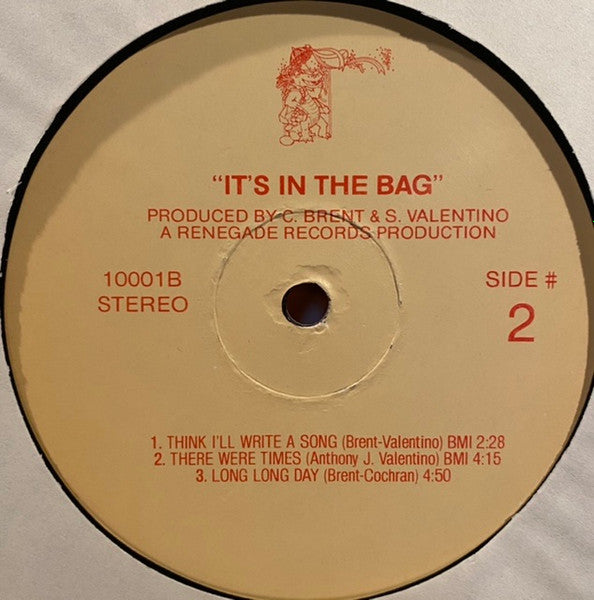 "IT'S IN THE BAG"
PRODUCED BY C. BRENT & S. VALENTINO
A RENEGADE RECORDS PRODUCTION
10001B
STEREO
SIDE #
2
1. THINK I'LL WRITE A SONG (Brent-Valentino) BMI 2:28
2. THERE WERE TIMES (Anthony J. Valentino) BMI 4:15
3. LONG LONG DAY (Brent-Cochran) 4:50